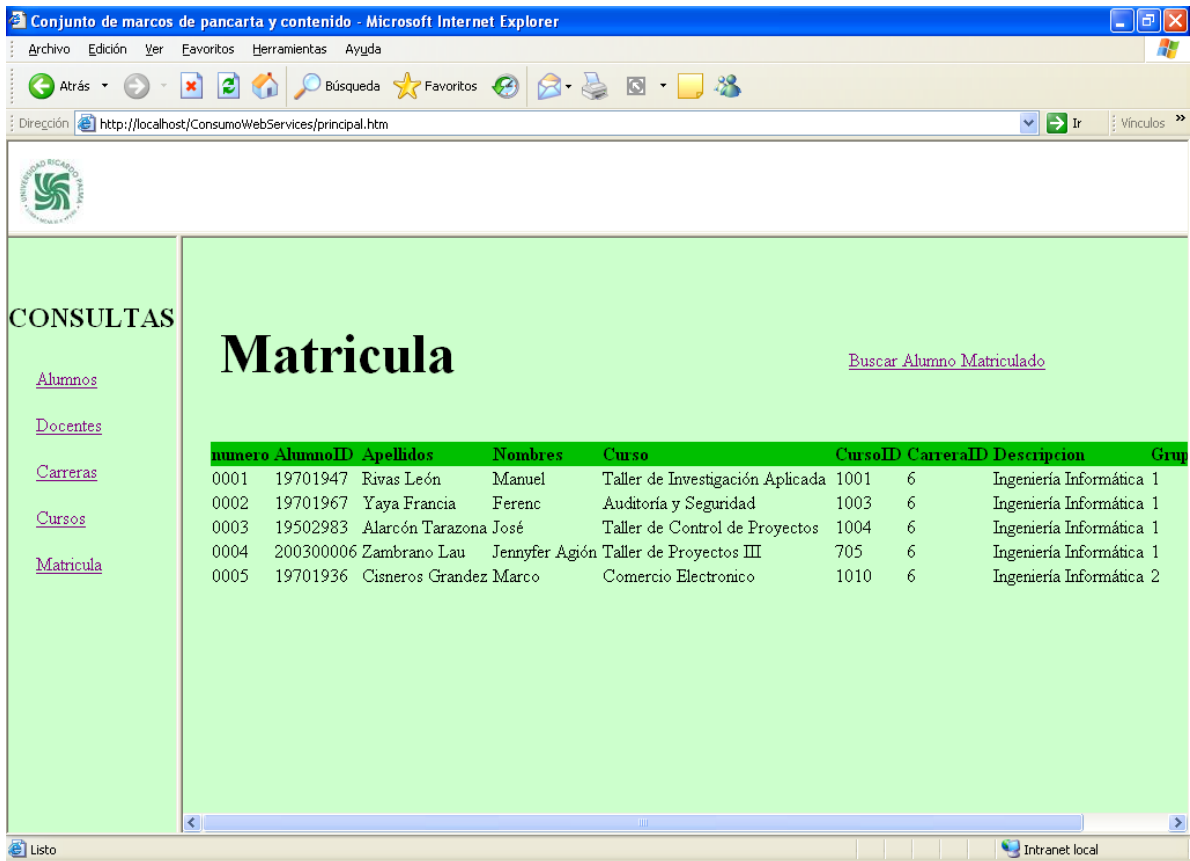 Conjunto de marcos de pancarta y contenido - Microsoft Internet Explorer
Archivo Edición Ver Favoritos Herramientas Ayuda
Atrás Búsqueda Favoritos
Dirección http://localhost/ConsumoWebServices/principal.htm Ir Vínculos »
UNIVERSIDAD RICARDO PALMA
CONSULTAS
Alumnos
Docentes
Carreras
Cursos
Matricula
Matricula
Buscar Alumno Matriculado
numero AlumnoID Apellidos Nombres Curso CursoID CarreraID Descripcion Grup
0001 19701947 Rivas León Manuel Taller de Investigación Aplicada 1001 6 Ingeniería Informática 1
0002 19701967 Yaya Francia Ferenc Auditoría y Seguridad 1003 6 Ingeniería Informática 1
0003 19502983 Alarcón Tarazona José Taller de Control de Proyectos 1004 6 Ingeniería Informática 1
0004 200300006 Zambrano Lau Jennyfer Agión Taller de Proyectos III 705 6 Ingeniería Informática 1
0005 19701936 Cisneros Grandez Marco Comercio Electronico 1010 6 Ingeniería Informática 2
Listo Intranet local